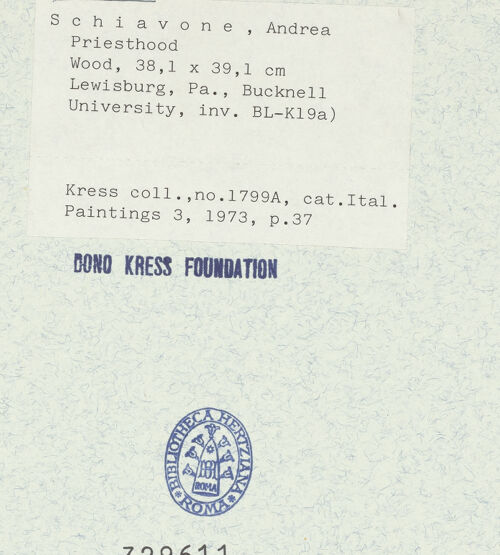 S c h i a v o n e , Andrea
Priesthood
Wood, 38,1 x 39,1 cm
Lewisburg, Pa., Bucknell
University, inv. BL-K19a)
Kress coll.,no.1799A, cat.Ital.
Paintings 3, 1973, p.37
DONO KRESS FOUNDATION
BIBLIOTHECA HERTZIANA
ROMA
ROMA